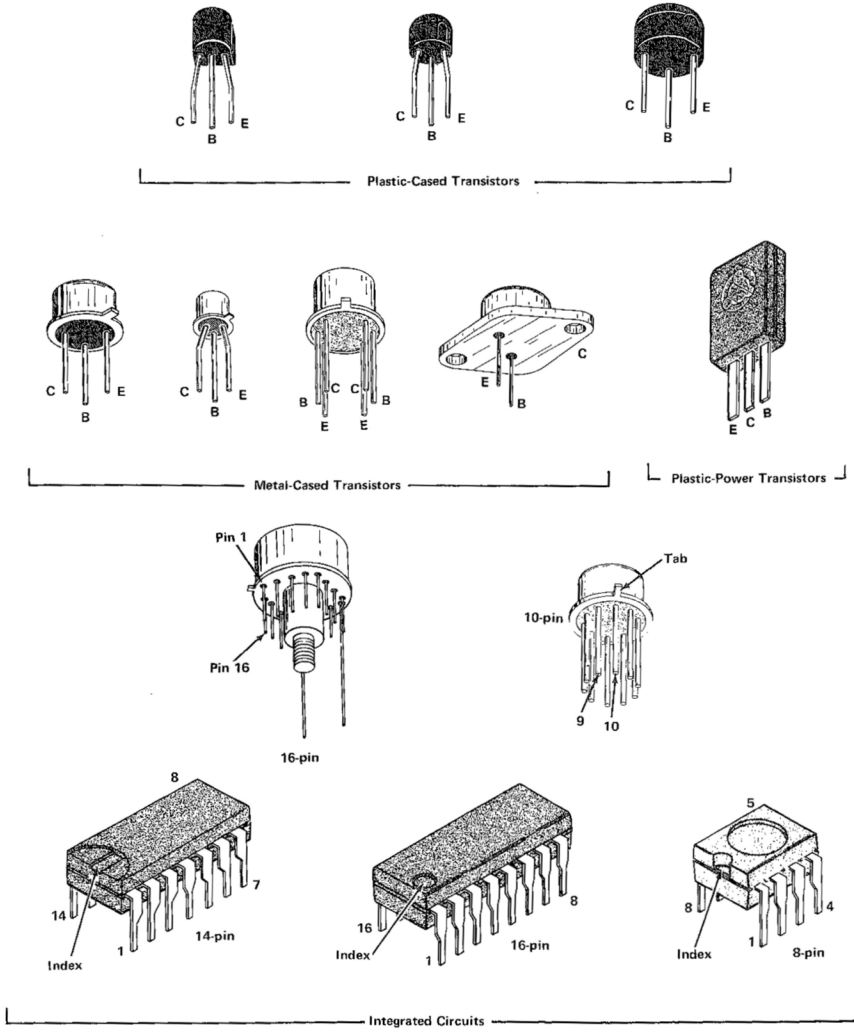 C B E
C B E
C B E
Plastic-Cased Transistors
C B E
C B E
B C C B
E E
E B C
E C B
Metal-Cased Transistors
Plastic-Power Transistors
Pin 1
Tab
10-pin
Pin 16
9 10
16-pin
8
14 7
1 14-pin
Index
16 8
1 16-pin
Index
5
8 4
1 8-pin
Index
Integrated Circuits